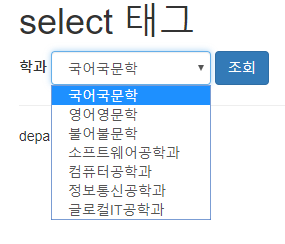 select 태그
학과 국어국문학 조회
국어국문학
영어영문학
불어불문학
depa
소프트웨어공학과
컴퓨터공학과
정보통신공학과
글로컬IT공학과